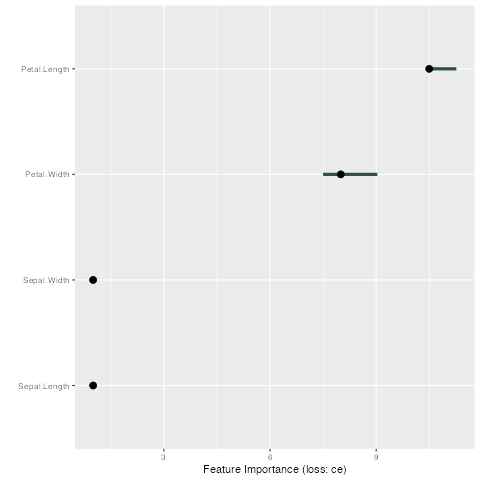 Petal.Length
Petal.Width
Sepal.Width
Sepal.Length
3 6 9
Feature Importance (loss: ce)